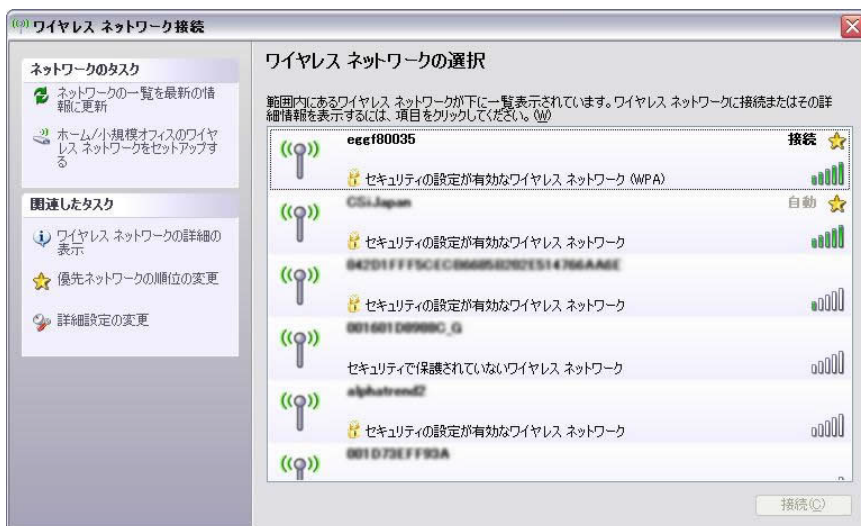 ワイヤレス ネットワーク接続
ネットワークのタスク
ネットワークの一覧を最新の情
報に更新
ホーム/小規模オフィスのワイヤ
レス ネットワークをセットアップす
る
関連したタスク
ワイヤレス ネットワークの詳細の
表示
優先ネットワークの順位の変更
詳細設定の変更
ワイヤレス ネットワークの選択
範囲内にあるワイヤレス ネットワークが下に一覧表示されています。ワイヤレス ネットワークに接続またはその詳
細情報を表示するには、項目をクリックしてください。(W)
eggf80035 接続
セキュリティの設定が有効なワイヤレス ネットワーク (WPA)
CSiJapan 自動
セキュリティの設定が有効なワイヤレス ネットワーク
セキュリティの設定が有効なワイヤレス ネットワーク
セキュリティで保護されていないワイヤレス ネットワーク
alphatrend2
セキュリティの設定が有効なワイヤレス ネットワーク
接続(C)